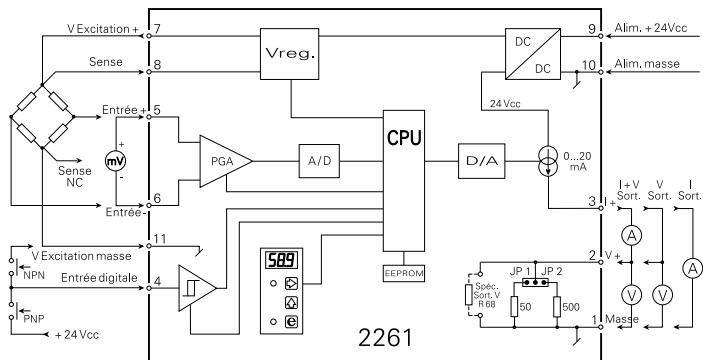 V Excitation +
7
Sense
8
Vreg.
DC
DC
9
Alim. + 24Vcc
10
Alim. masse
24 Vcc
Entrée +
5
+
mV
-
PGA
A/D
CPU
D/A
0...20
mA
Sense
NC
6
Entrée-
3
I +
I + V
Sort.
V
Sort.
I
Sort.
A
A
11
V Excitation masse
NPN
Entrée digitale
4
PNP
+ 24 Vcc
58.9
e
EEPROM
2
V +
JP 1
JP 2
Spéc.
Sort. V
R 68
50
500
V
V
1
Masse
2261